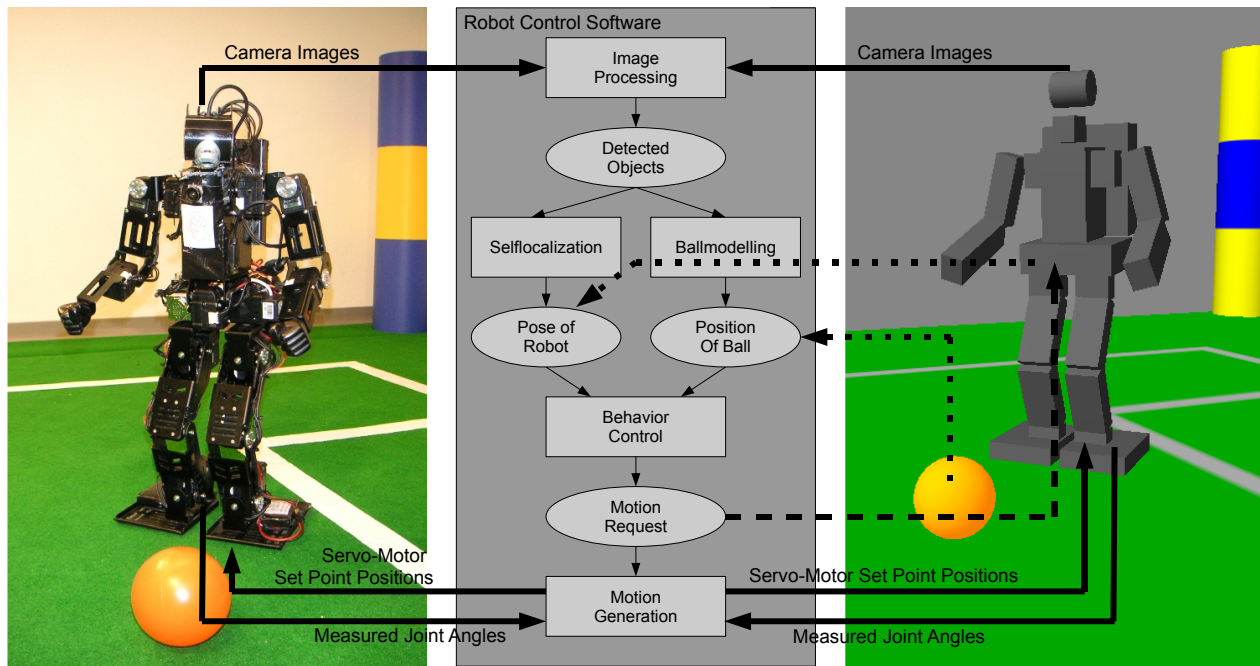 Robot Control Software
Camera Images
Image
Processing
Camera Images
Detected
Objects
Selflocalization
Ballmodelling
Pose of
Robot
Position
Of Ball
Behavior
Control
Motion
Request
Servo-Motor
Set Point Positions
Servo-Motor Set Point Positions
Motion
Generation
Measured Joint Angles
Measured Joint Angles